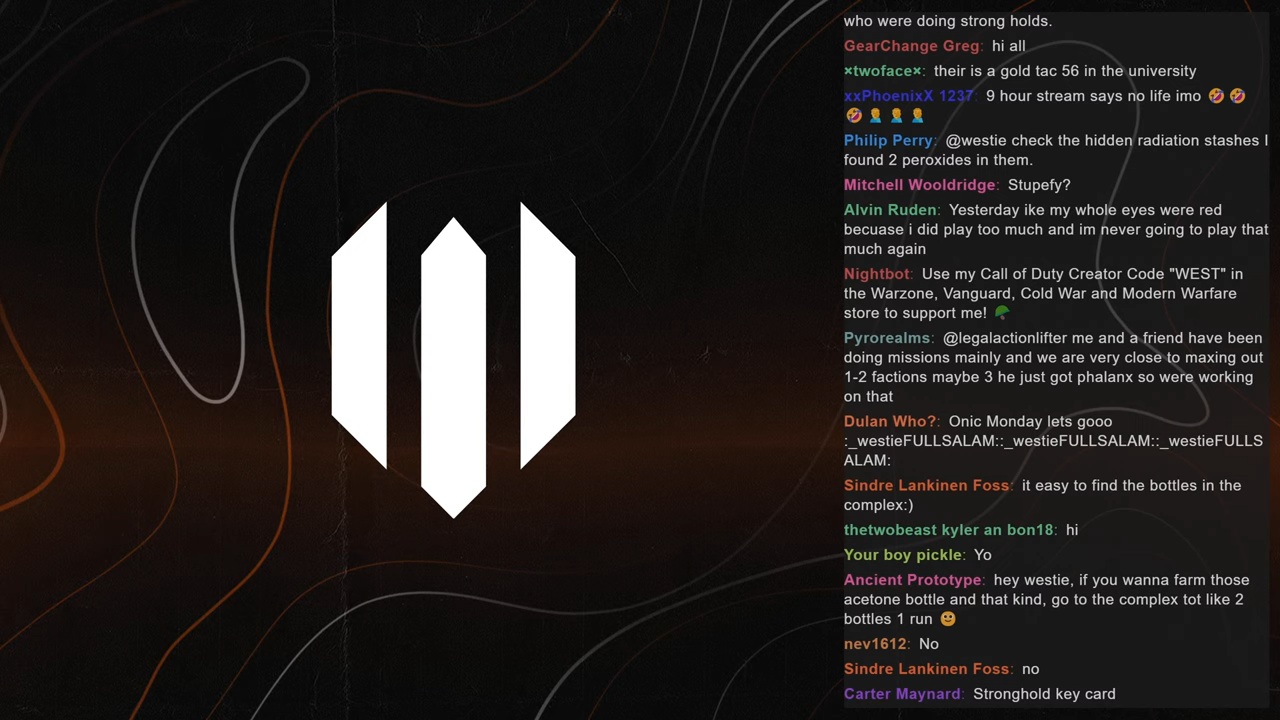 who were doing strong holds.
GearChange Greg: hi all
×twoface×: their is a gold tac 56 in the university
xxPhoenixX 1237: 9 hour stream says no life imo 🤣 🤣
🤣 🤦 🤦 🤦
Philip Perry: @westie check the hidden radiation stashes I
found 2 peroxides in them.
Mitchell Wooldridge: Stupefy?
Alvin Ruden: Yesterday ike my whole eyes were red
becuase i did play too much and im never going to play that
much again
Nightbot: Use my Call of Duty Creator Code "WEST" in
the Warzone, Vanguard, Cold War and Modern Warfare
store to support me! 🪂
Pyrorealms: @legalactionlifter me and a friend have been
doing missions mainly and we are very close to maxing out
1-2 factions maybe 3 he just got phalanx so were working
on that
Dulan Who?: Onic Monday lets gooo
:_westieFULLSALAM::_westieFULLSALAM::_westieFULLS
ALAM:
Sindre Lankinen Foss: it easy to find the bottles in the
complex:)
thetwobeast kyler an bon18: hi
Your boy pickle: Yo
Ancient Prototype: hey westie, if you wanna farm those
acetone bottle and that kind, go to the complex tot like 2
bottles 1 run 🙂
nev1612: No
Sindre Lankinen Foss: no
Carter Maynard: Stronghold key card